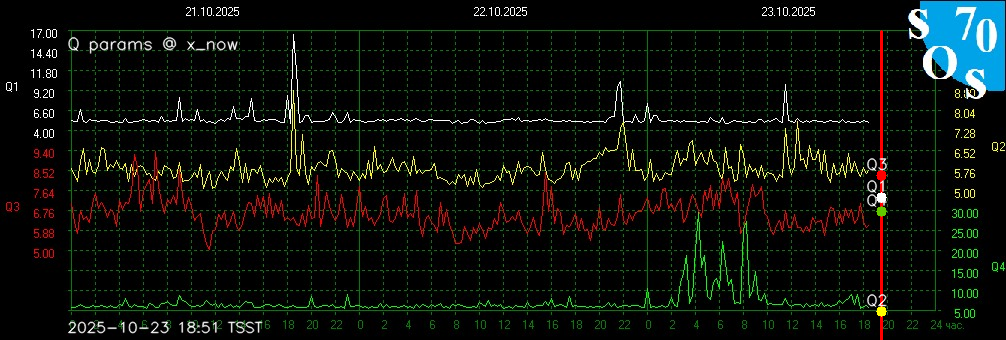 21.10.2025 22.10.2025 23.10.2025
S 70 O S
Q params @ x_now
17.00
14.40
11.80
Q1
9.20 8.80
6.60 8.04
4.00 7.28
Q2
9.40 6.52
8.52 Q3 5.76
7.64 Q1 5.00
Q3
6.76 30.00
5.88 25.00
5.00 20.00
15.00 Q4
Q2 10.00
5.00
2025-10-23 18:51 TSST
18 20 22 0 2 4 6 8 10 12 14 16 18 20 22 0 2 4 6 8 10 12 14 16 18 20 22 24 час.